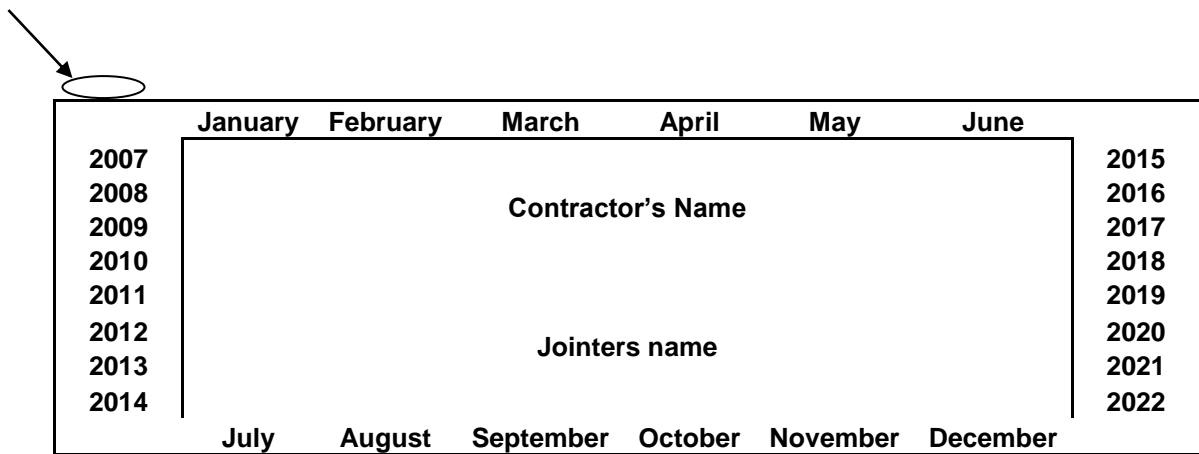 January February March April May June
2007 2015
2008 2016
Contractor’s Name
2009 2017
2010 2018
2011 2019
2012 2020
Jointers name
2013 2021
2014 2022
July August September October November December